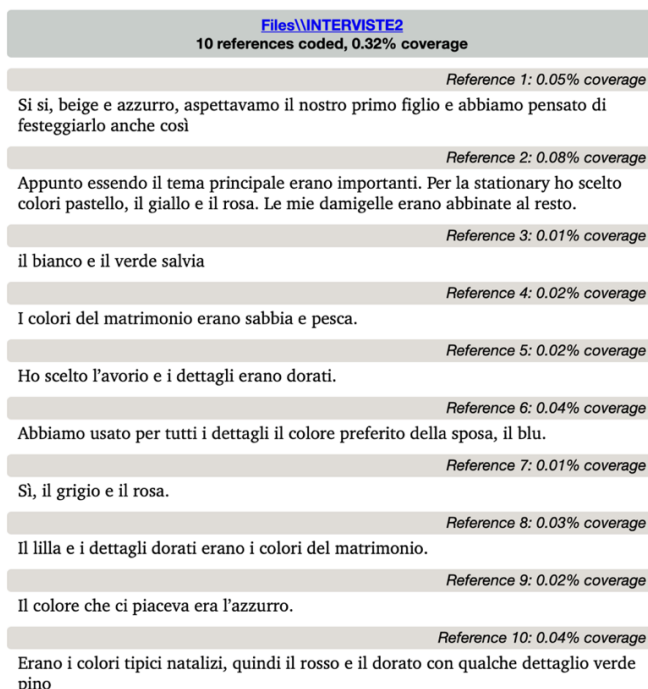 Files\\INTERVISTE2
10 references coded, 0.32% coverage
Reference 1: 0.05% coverage
Si si, beige e azzurro, aspettavamo il nostro primo figlio e abbiamo pensato di
festeggiarlo anche così
Reference 2: 0.08% coverage
Appunto essendo il tema principale erano importanti. Per la stationary ho scelto
colori pastello, il giallo e il rosa. Le mie damigelle erano abbinate al resto.
Reference 3: 0.01% coverage
il bianco e il verde salvia
Reference 4: 0.02% coverage
I colori del matrimonio erano sabbia e pesca.
Reference 5: 0.02% coverage
Ho scelto l’avorio e i dettagli erano dorati.
Reference 6: 0.04% coverage
Abbiamo usato per tutti i dettagli il colore preferito della sposa, il blu.
Reference 7: 0.01% coverage
Sì, il grigio e il rosa.
Reference 8: 0.03% coverage
Il lilla e i dettagli dorati erano i colori del matrimonio.
Reference 9: 0.02% coverage
Il colore che ci piaceva era l’azzurro.
Reference 10: 0.04% coverage
Erano i colori tipici natalizi, quindi il rosso e il dorato con qualche dettaglio verde
pino